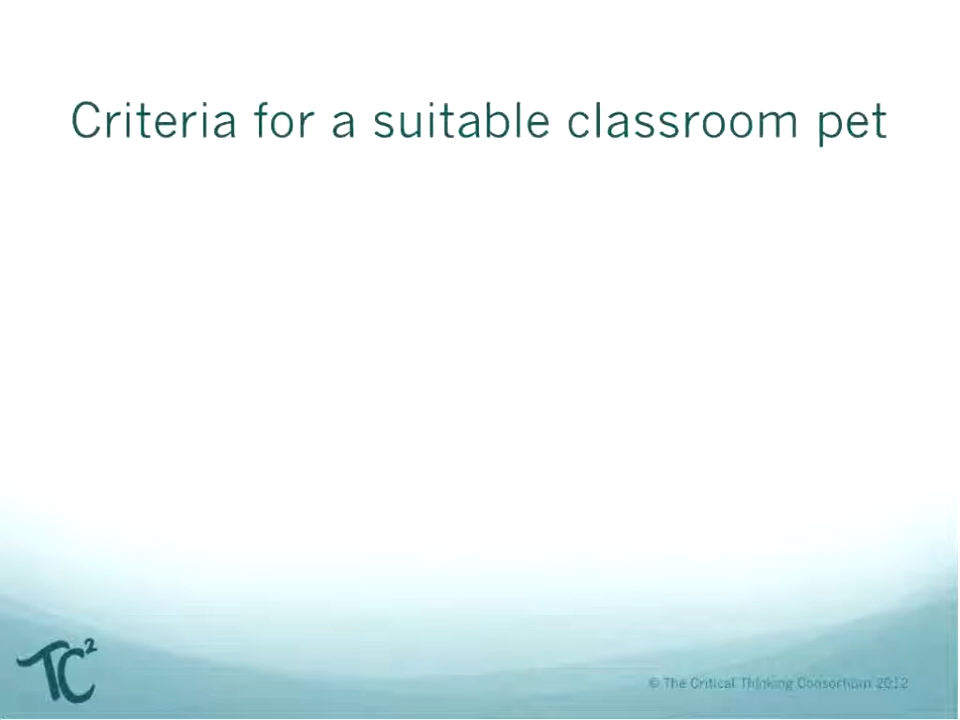 Criteria for a suitable classroom pet
TC²
© The Critical Thinking Consortium 2012